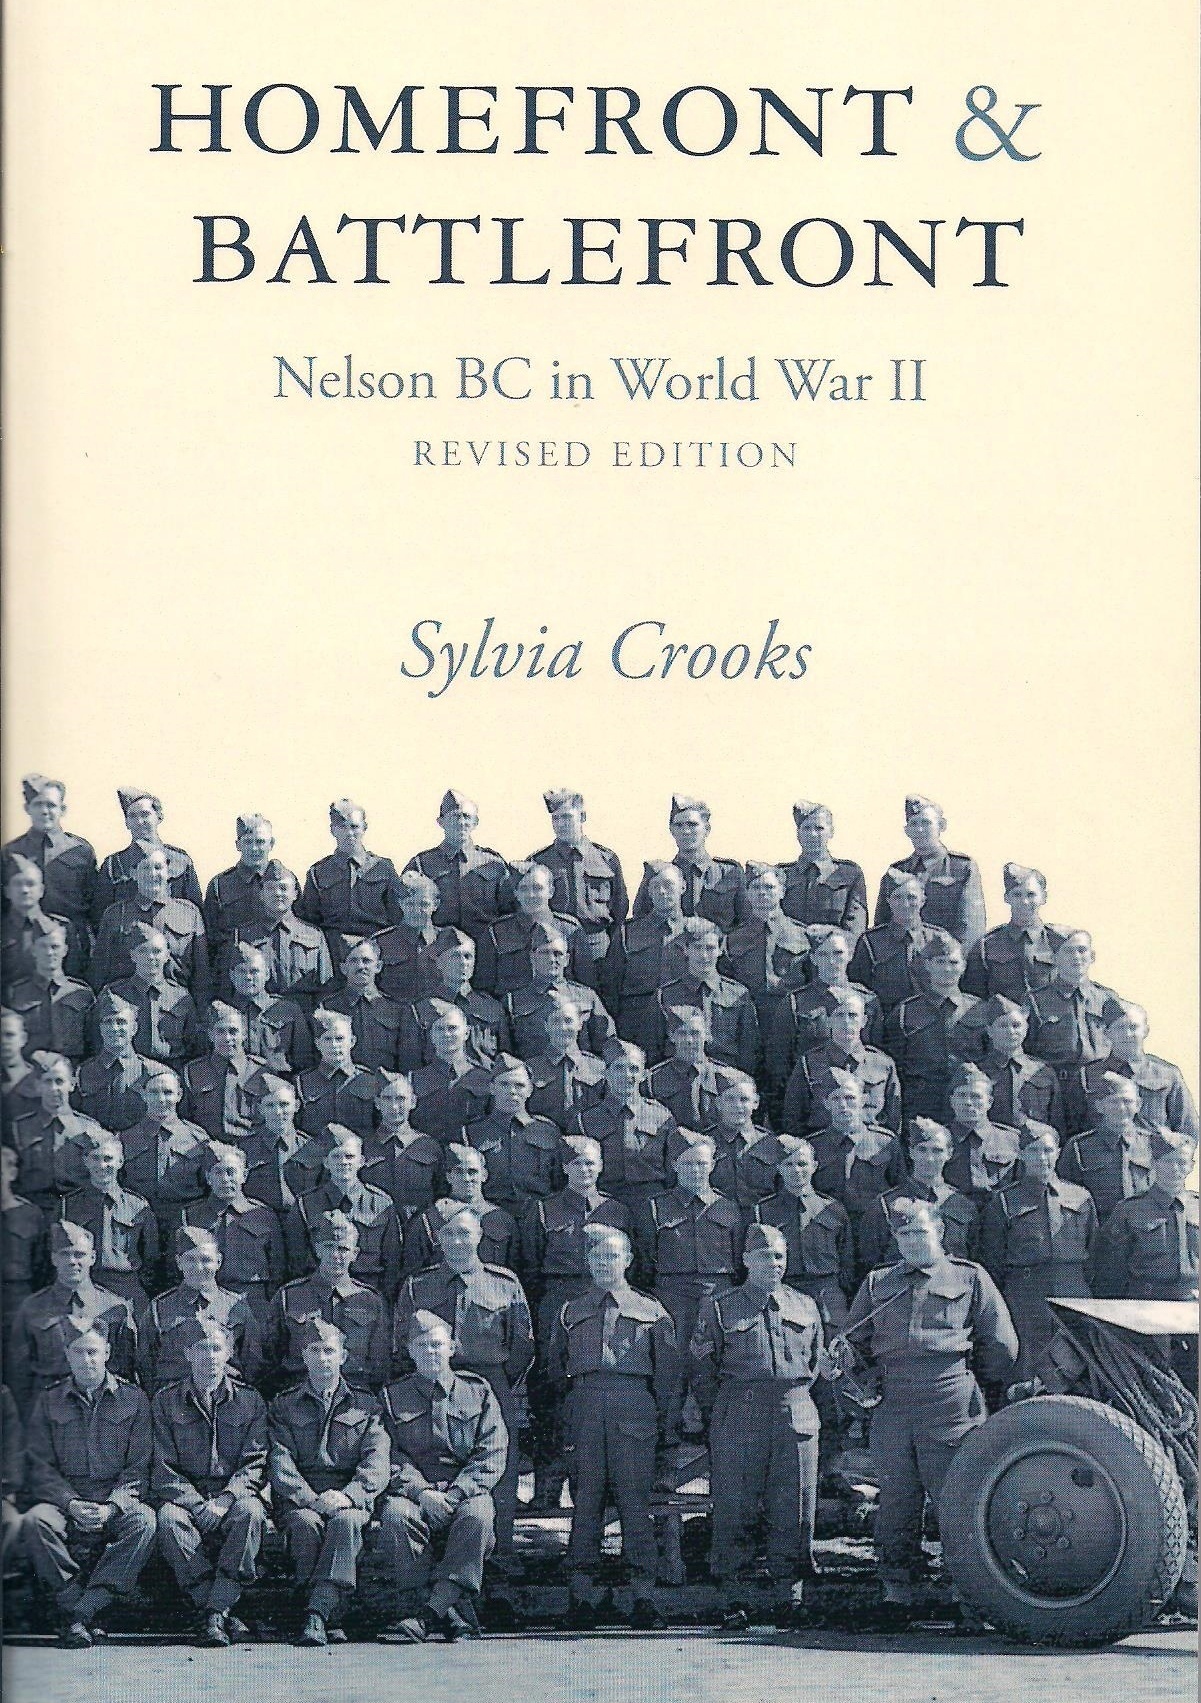 HOMEFRONT &
BATTLEFRONT
Nelson BC in World War II
REVISED EDITION
Sylvia Crooks